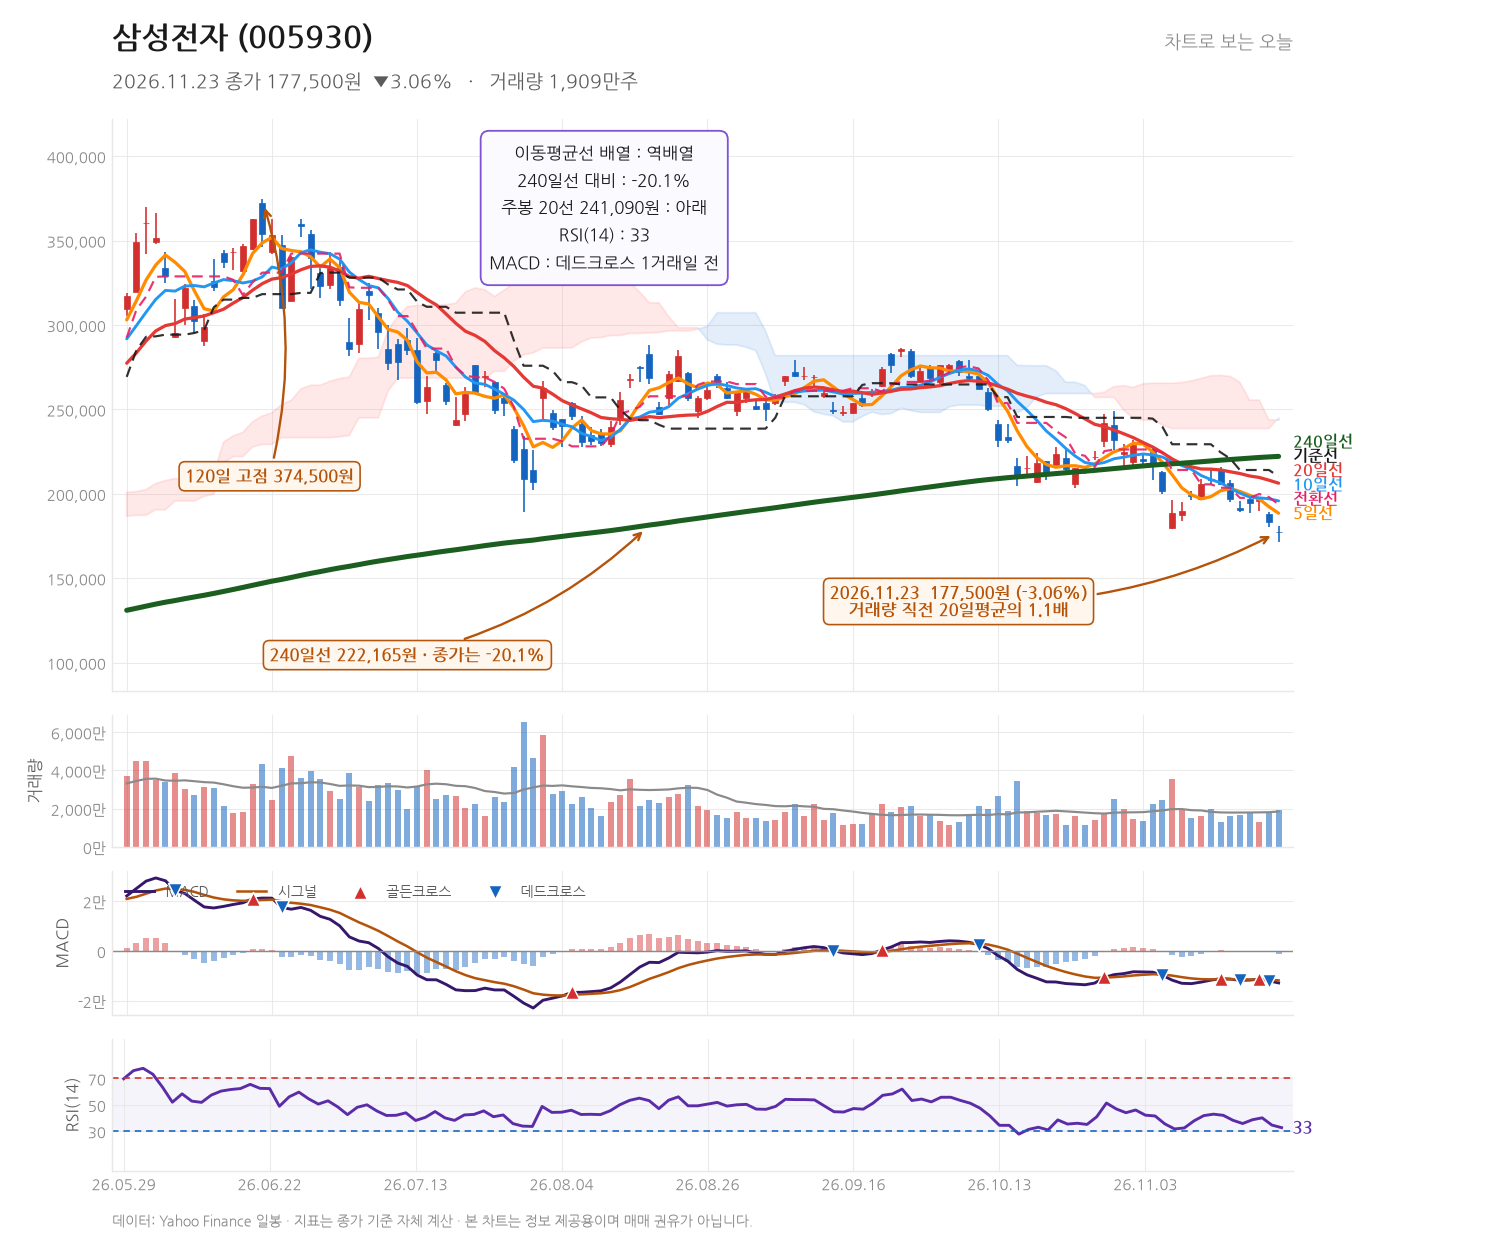 삼성전자 (005930)
차트로 보는 오늘
2026.11.23 종가 177,500원 ▼3.06% · 거래량 1,909만주
이동평균선 배열 : 역배열
240일선 대비 : -20.1%
주봉 20선 241,090원 : 아래
RSI(14) : 33
MACD : 데드크로스 1거래일 전
400,000
350,000
300,000
250,000
200,000
150,000
100,000
120일 고점 374,500원
240일선 222,165원 · 종가는 -20.1%
2026.11.23 177,500원 (-3.06%)
거래량 직전 20일평균의 1.1배
240일선
기준선
20일선
10일선
전환선
5일선
거래량
6,000만
4,000만
2,000만
0만
MACD
2만
0
-2만
MACD 시그널 골든크로스 데드크로스
RSI(14)
70
50
30
33
26.05.29 26.06.22 26.07.13 26.08.04 26.08.26 26.09.16 26.10.13 26.11.03
데이터: Yahoo Finance 일봉 · 지표는 종가 기준 자체 계산 · 본 차트는 정보 제공용이며 매매 권유가 아닙니다.